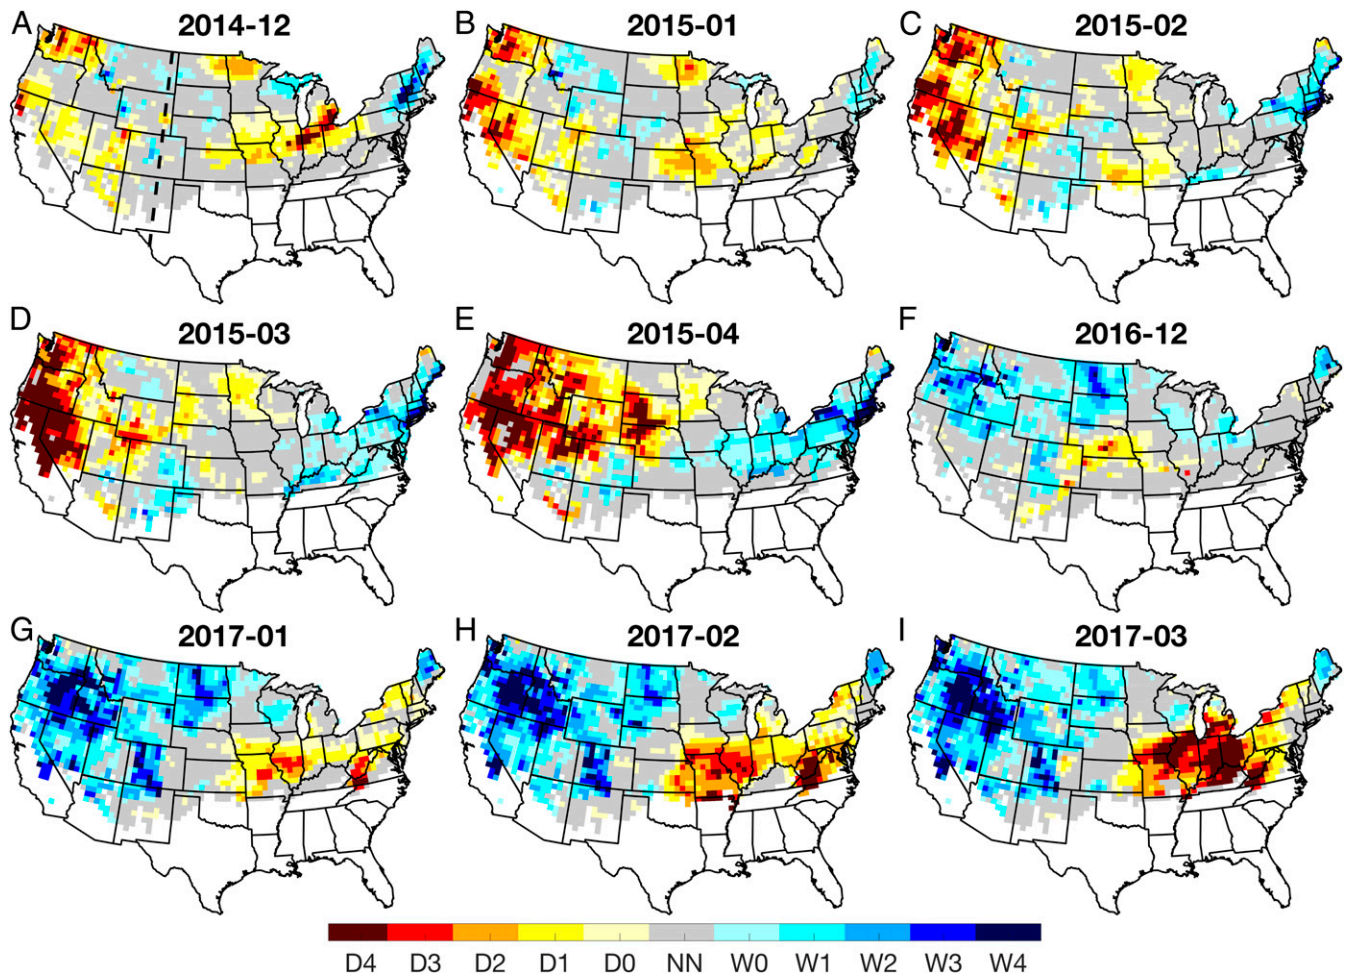 A 2014-12 B 2015-01 C 2015-02
D 2015-03 E 2015-04 F 2016-12
G 2017-01 H 2017-02 I 2017-03
D4 D3 D2 D1 D0 NN W0 W1 W2 W3 W4